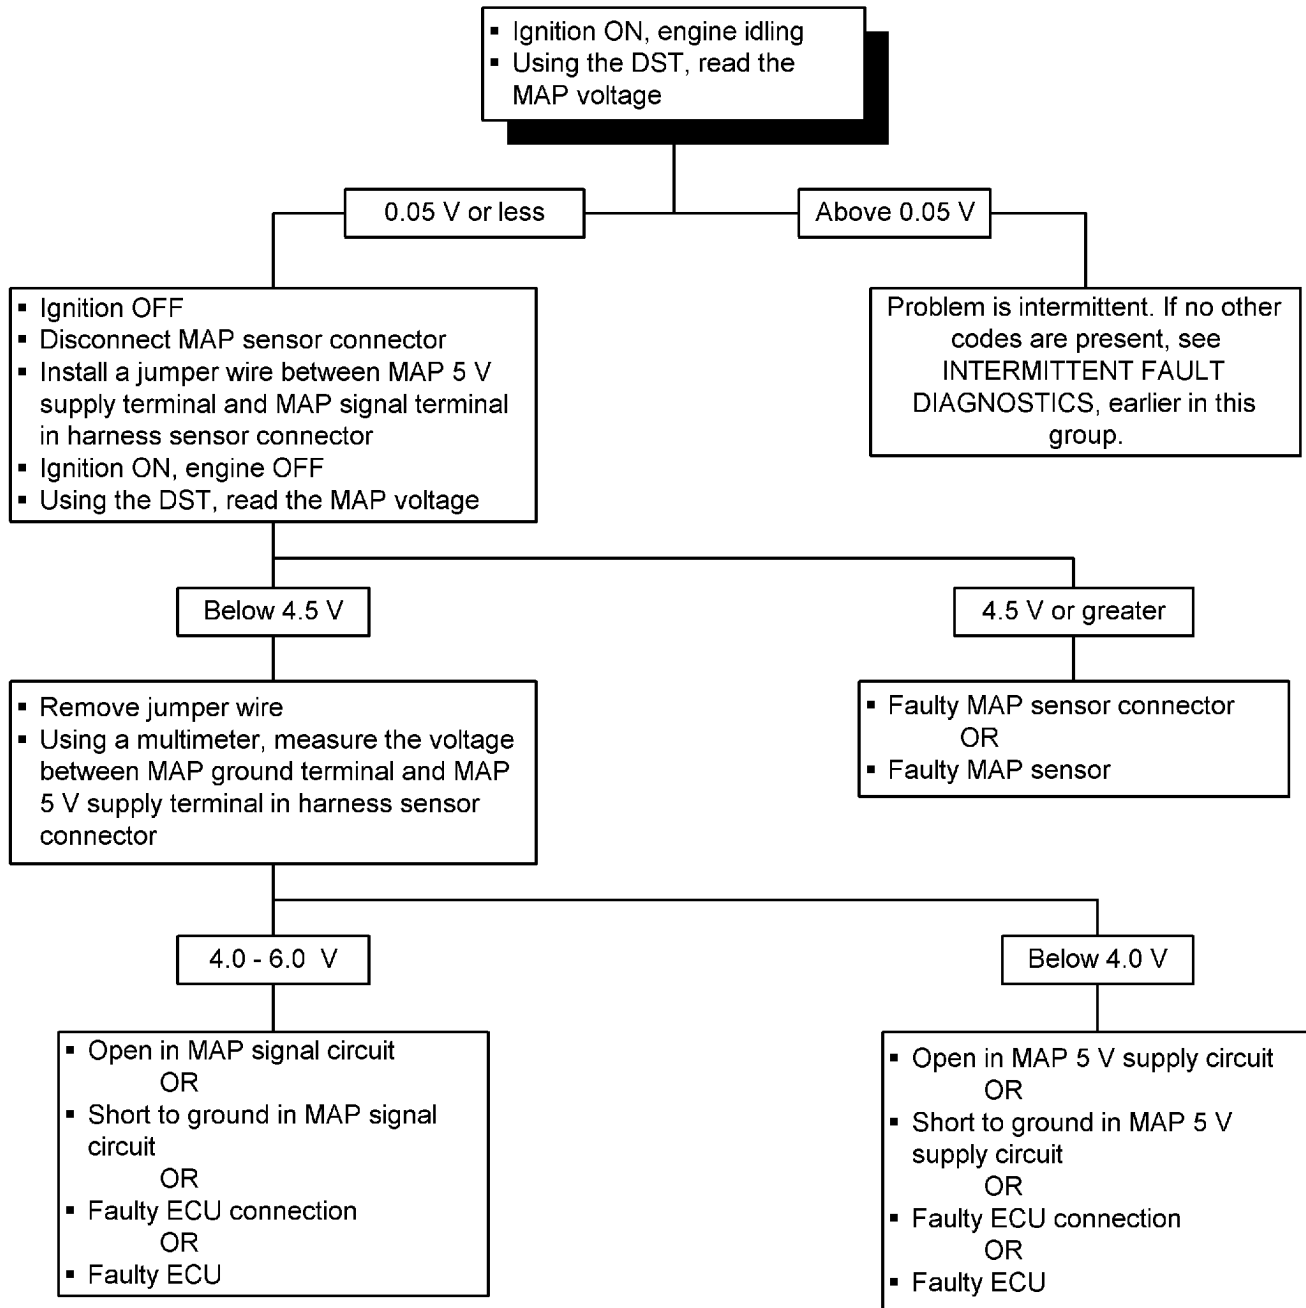 ▪ Ignition ON, engine idling
▪ Using the DST, read the
MAP voltage
0.05 V or less
Above 0.05 V
▪ Ignition OFF
▪ Disconnect MAP sensor connector
▪ Install a jumper wire between MAP 5 V
supply terminal and MAP signal terminal
in harness sensor connector
▪ Ignition ON, engine OFF
▪ Using the DST, read the MAP voltage
Problem is intermittent. If no other
codes are present, see
INTERMITTENT FAULT
DIAGNOSTICS, earlier in this
group.
Below 4.5 V
4.5 V or greater
▪ Remove jumper wire
▪ Using a multimeter, measure the voltage
between MAP ground terminal and MAP
5 V supply terminal in harness sensor
connector
▪ Faulty MAP sensor connector
OR
▪ Faulty MAP sensor
4.0 - 6.0 V
Below 4.0 V
▪ Open in MAP signal circuit
OR
▪ Short to ground in MAP signal
circuit
OR
▪ Faulty ECU connection
OR
▪ Faulty ECU
▪ Open in MAP 5 V supply circuit
OR
▪ Short to ground in MAP 5 V
supply circuit
OR
▪ Faulty ECU connection
OR
▪ Faulty ECU